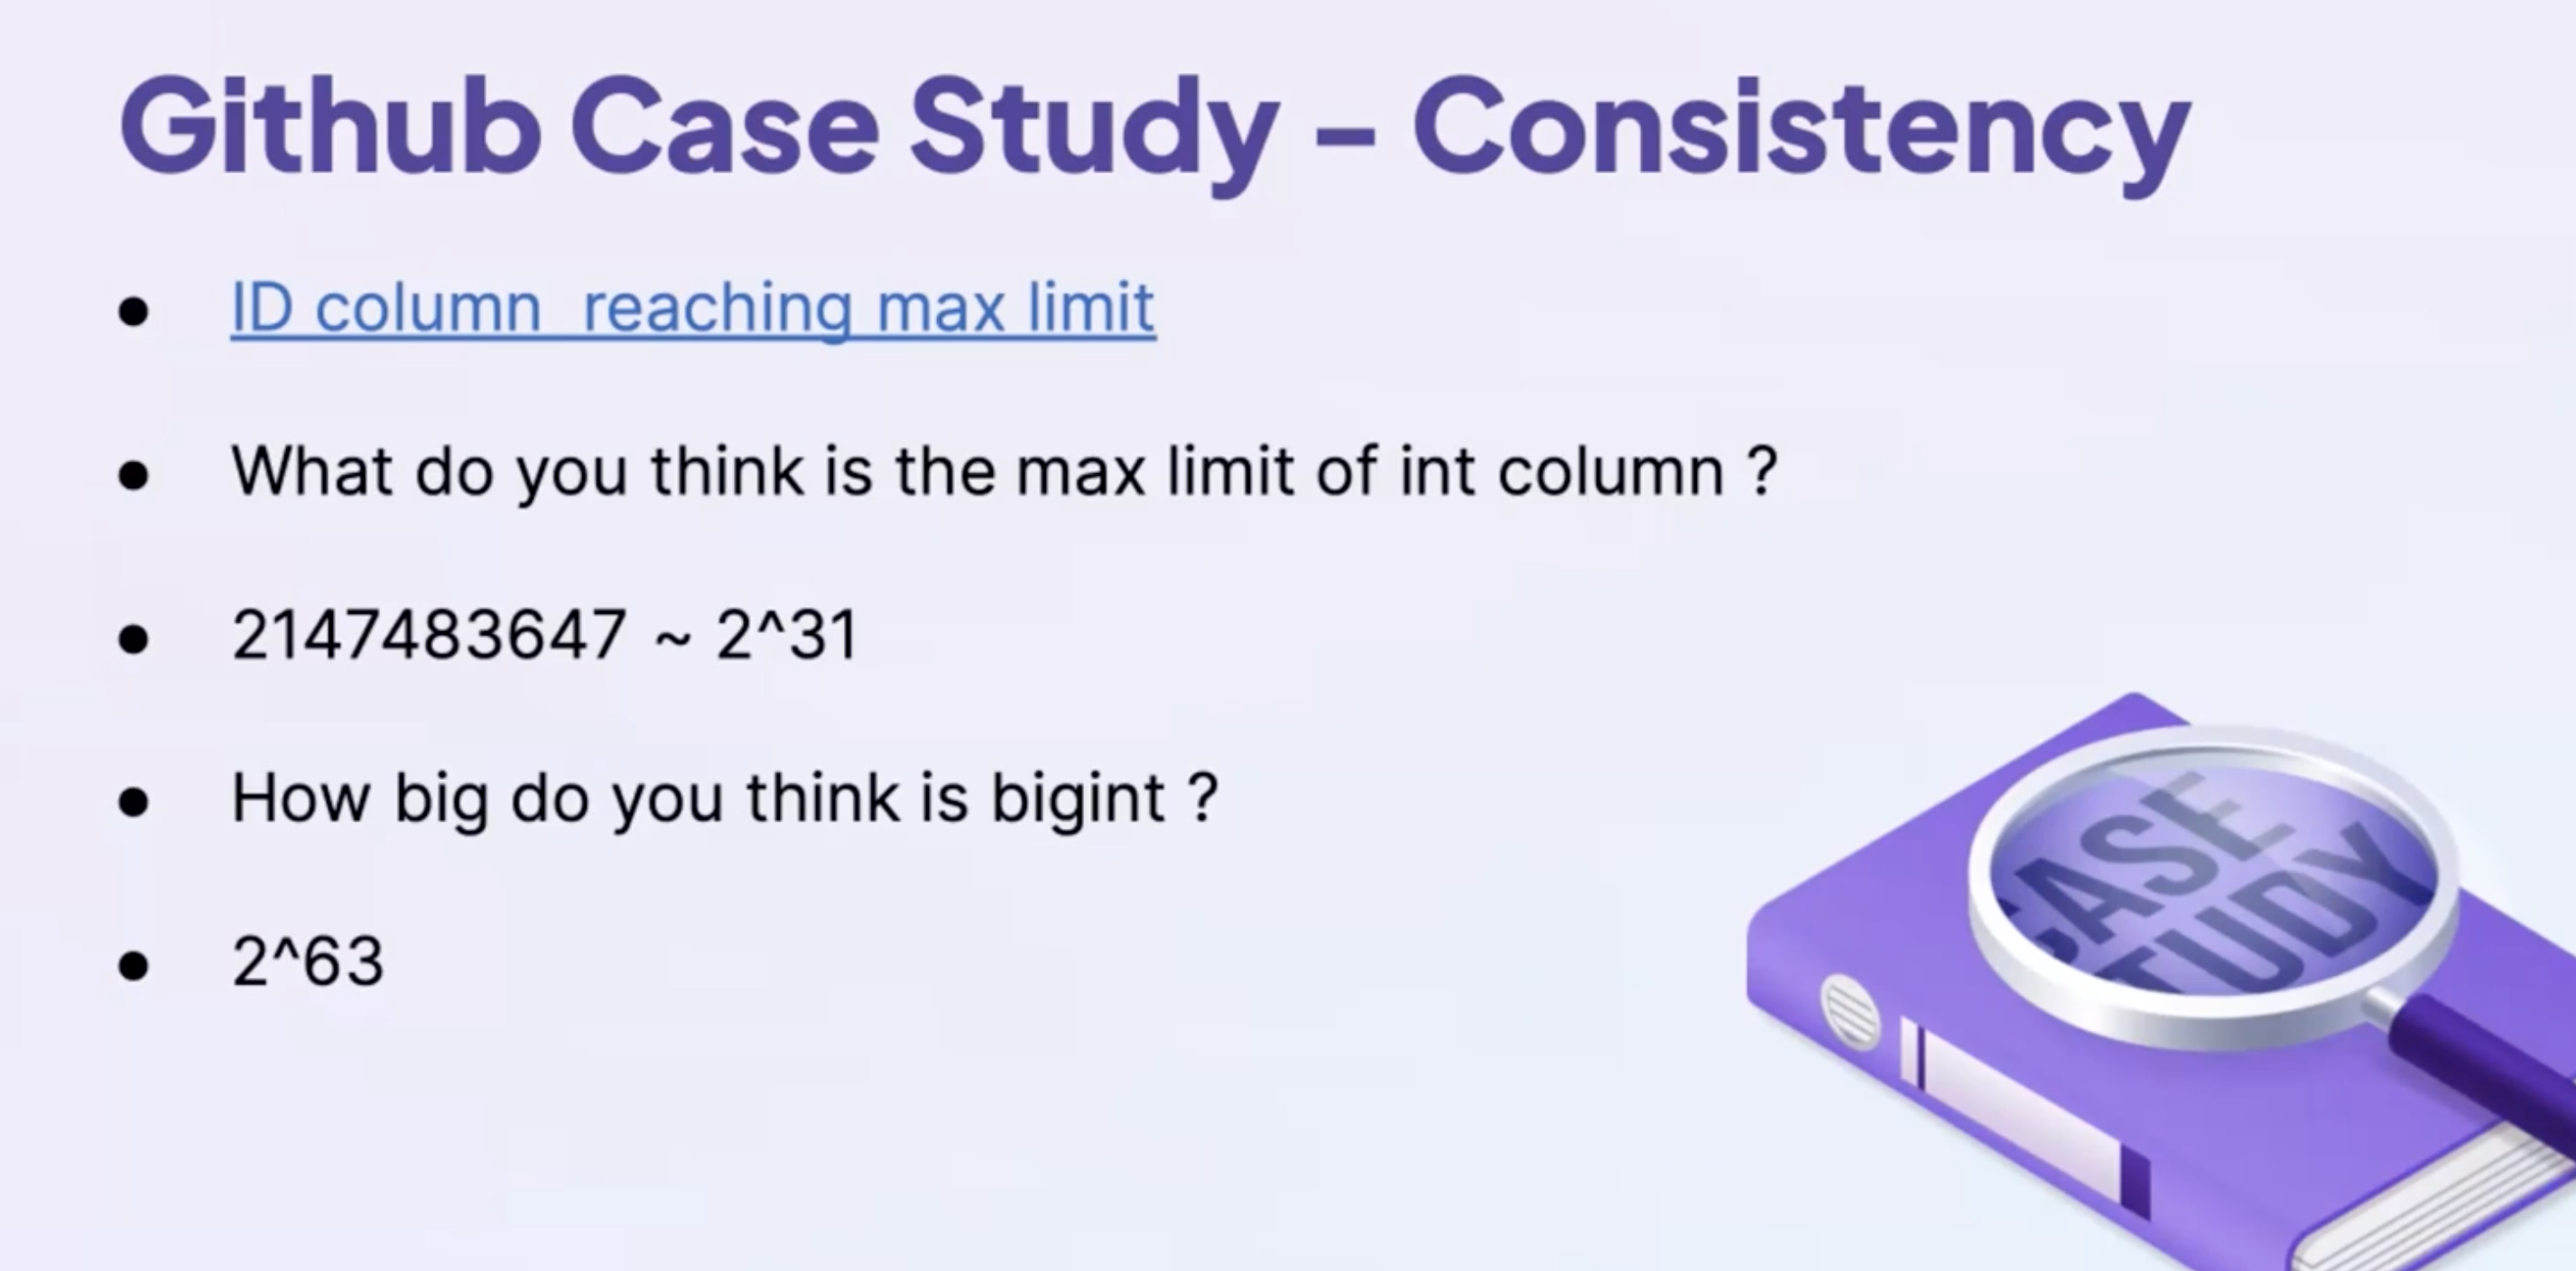 Github Case Study – Consistency
● ID column  reaching max limit
● What do you think is the max limit of int column ?
● 2147483647 ~ 2^31
● How big do you think is bigint ?
● 2^63
CASE
STUDY